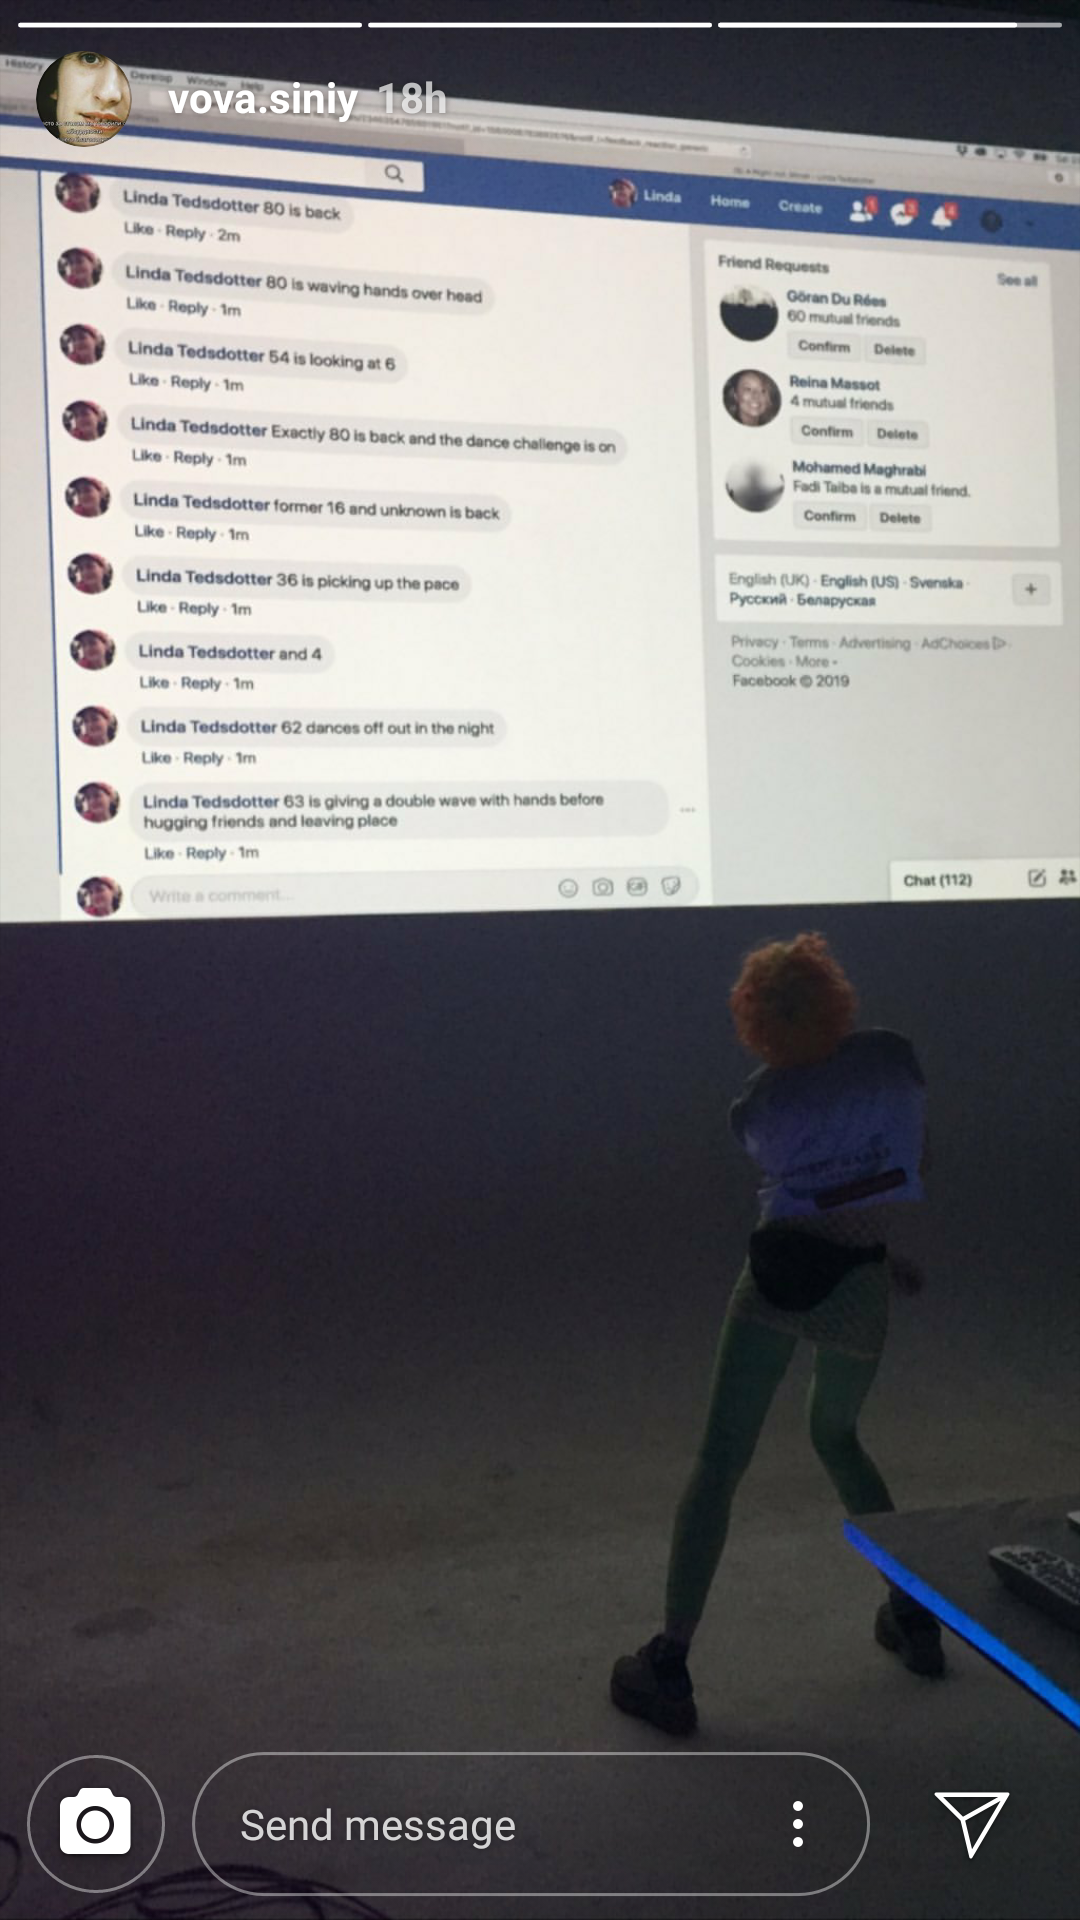 vova.siniy 18h
History
Develop Window Help
Linda Home Create
Linda Tedsdotter 80 is back
Like · Reply · 2m
Linda Tedsdotter 80 is waving hands over head
Like · Reply · 1m
Linda Tedsdotter 54 is looking at 6
Like · Reply · 1m
Linda Tedsdotter Exactly 80 is back and the dance challenge is on
Like · Reply · 1m
Linda Tedsdotter former 16 and unknown is back
Like · Reply · 1m
Linda Tedsdotter 36 is picking up the pace
Like · Reply · 1m
Linda Tedsdotter and 4
Like · Reply · 1m
Linda Tedsdotter 62 dances off out in the night
Like · Reply · 1m
Linda Tedsdotter 63 is giving a double wave with hands before
hugging friends and leaving place
Like · Reply · 1m
Write a comment...
Friend Requests
See all
Göran Du Rées
60 mutual friends
Confirm Delete
Reina Massot
4 mutual friends
Confirm Delete
Mohamed Maghrabi
Fadi Taiba is a mutual friend.
Confirm Delete
English (UK) · English (US) · Svenska ·
Русский · Беларуская
+
Privacy · Terms · Advertising · AdChoices ·
Cookies · More
Facebook © 2019
Chat (112)
Send message